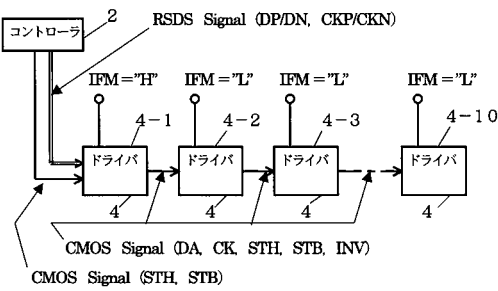 コントローラ
2
RSDS Signal (DP/DN, CKP/CKN)
IFM="H" IFM="L" IFM="L" IFM="L"
4-1 4-2 4-3 4-10
ドライバ ドライバ ドライバ ドライバ
4 4 4 4
CMOS Signal (DA, CK, STH, STB, INV)
CMOS Signal (STH, STB)